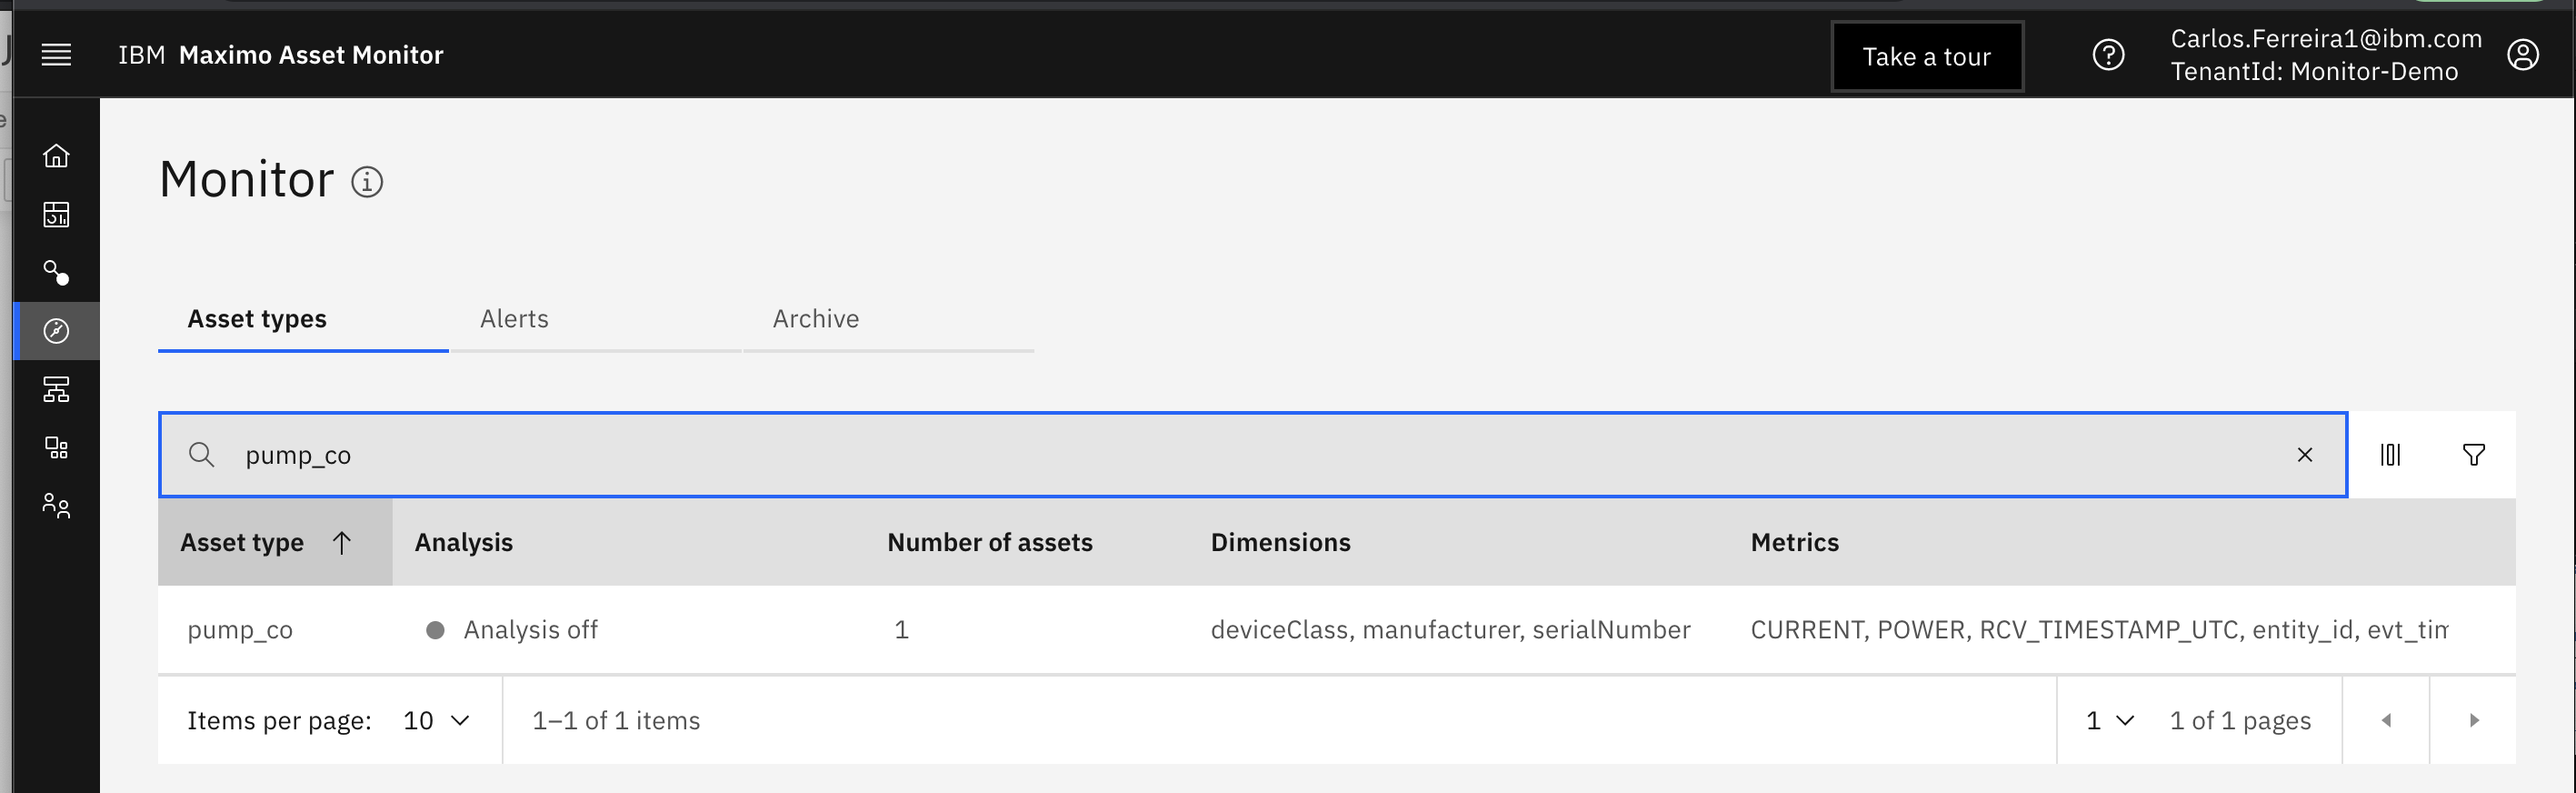 IBM Maximo Asset Monitor
Take a tour
Carlos.Ferreira1@ibm.com
TenantId: Monitor-Demo
Monitor
Asset types
Alerts
Archive
pump_co
Asset type Analysis Number of assets Dimensions Metrics
pump_co Analysis off 1 deviceClass, manufacturer, serialNumber CURRENT, POWER, RCV_TIMESTAMP_UTC, entity_id, evt_tim
Items per page: 10 1–1 of 1 items 1 1 of 1 pages